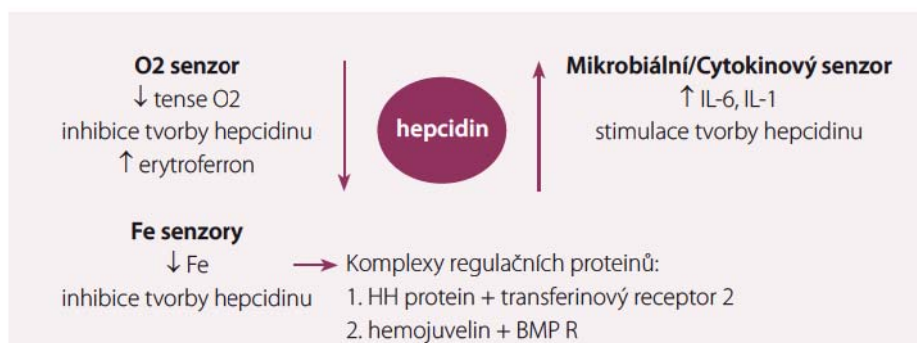 O2 senzor
↓ tense O2
inhibice tvorby hepcidinu
↑ erytroferron
hepcidin
Mikrobiální/Cytokinový senzor
↑ IL-6, IL-1
stimulace tvorby hepcidinu
Fe senzory
↓ Fe
inhibice tvorby hepcidinu
Komplexy regulačních proteinů:
1. HH protein + transferinový receptor 2
2. hemojuvelin + BMP R